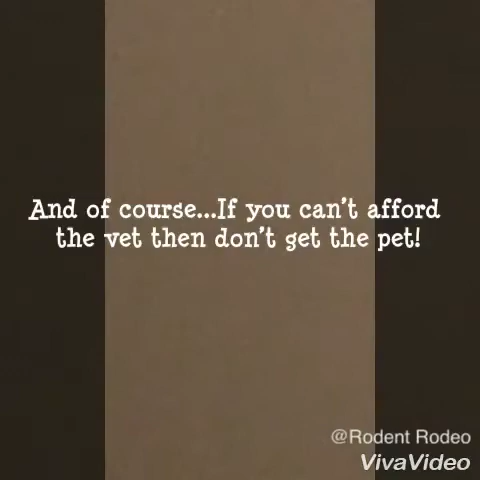 And of course...If you can't afford
the vet then don't get the pet!
@Rodent Rodeo
VivaVideo